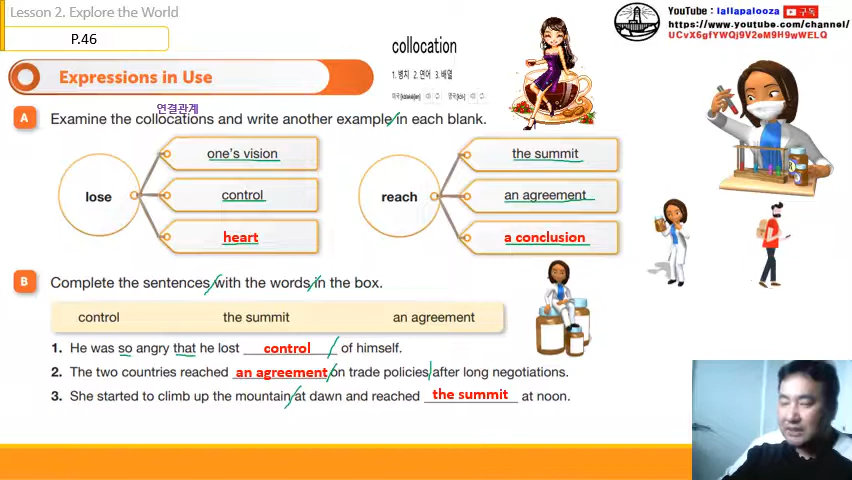 Lesson 2. Explore the World
P.46
YouTube : lallapalooza 구독
https://www.youtube.com/channel/
UCvX6gfYWQj9V2eM9H9wWELQ
collocation
1. 병치 2. 연어 3. 배열
Expressions in Use
연결관계
A Examine the collocations and write another example in each blank.
lose
one's vision
control
heart
reach
the summit
an agreement
a conclusion
B Complete the sentences with the words in the box.
control the summit an agreement
1. He was so angry that he lost control of himself.
2. The two countries reached an agreement on trade policies after long negotiations.
3. She started to climb up the mountain at dawn and reached the summit at noon.